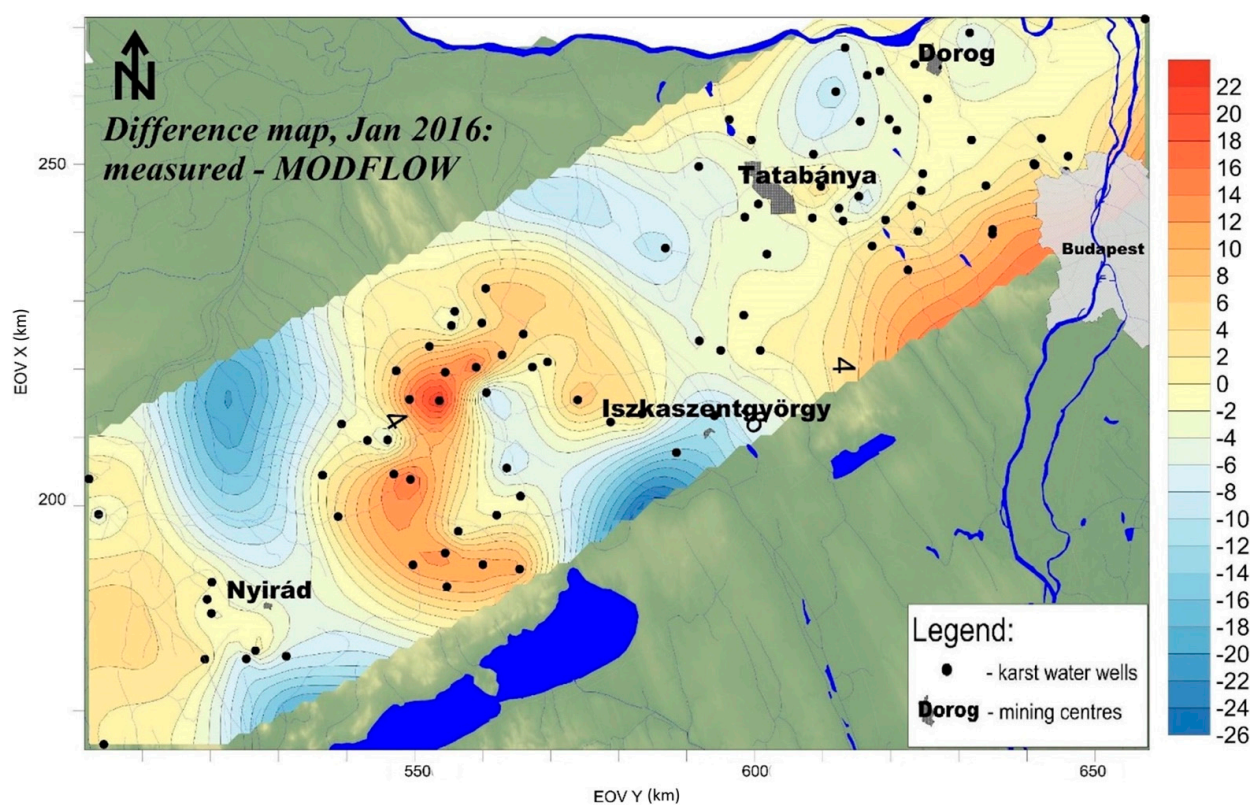 N
Difference map, Jan 2016:
measured - MODFLOW
Dorog
Tatabánya
Budapest
4
4
Iszkaszentgyörgy
Nyirád
Legend:
- karst water wells
Dorog - mining centres
250
200
EOV X (km)
550
600
650
EOV Y (km)
22
20
18
16
14
12
10
8
6
4
2
0
-2
-4
-6
-8
-10
-12
-14
-16
-18
-20
-22
-24
-26